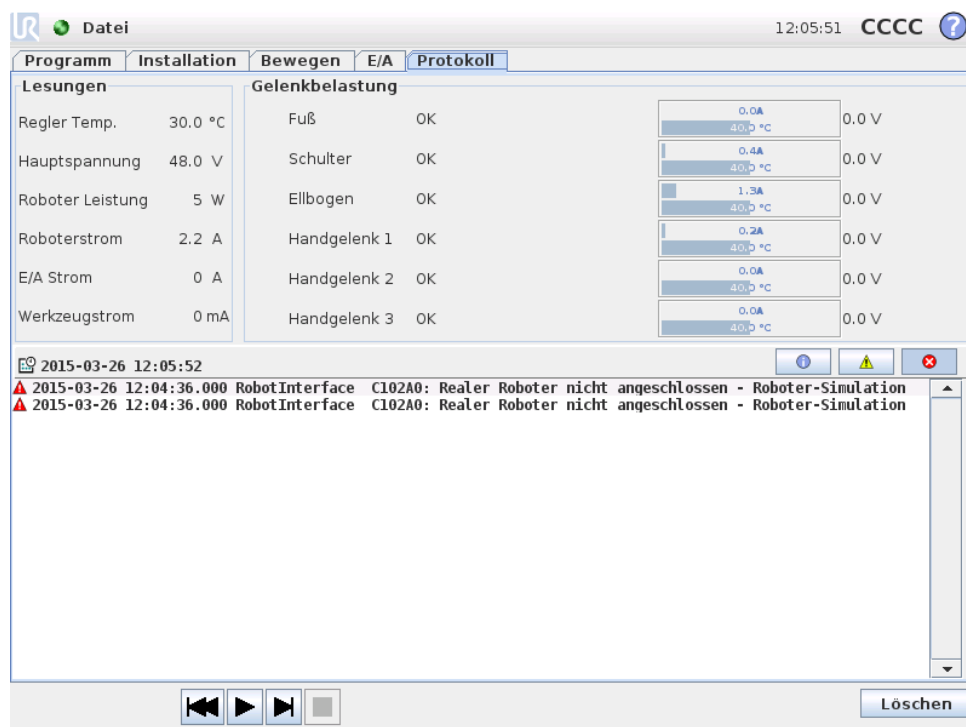 UR Datei 12:05:51 CCCC ?
Programm Installation Bewegen E/A Protokoll
Lesungen
Regler Temp. 30.0 °C
Hauptspannung 48.0 V
Roboter Leistung 5 W
Roboterstrom 2.2 A
E/A Strom 0 A
Werkzeugstrom 0 mA
Gelenkbelastung
Fuß OK 0.0A 40.0 °C 0.0 V
Schulter OK 0.4A 40.0 °C 0.0 V
Ellbogen OK 1.3A 40.0 °C 0.0 V
Handgelenk 1 OK 0.2A 40.0 °C 0.0 V
Handgelenk 2 OK 0.0A 40.0 °C 0.0 V
Handgelenk 3 OK 0.0A 40.0 °C 0.0 V
2015-03-26 12:05:52
2015-03-26 12:04:36.000 RobotInterface C102A0: Realer Roboter nicht angeschlossen - Roboter-Simulation
2015-03-26 12:04:36.000 RobotInterface C102A0: Realer Roboter nicht angeschlossen - Roboter-Simulation
Löschen